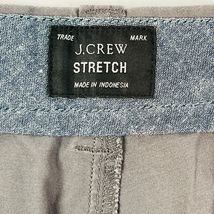 TRADE MARK
J.CREW
STRETCH
MADE IN INDONESIA